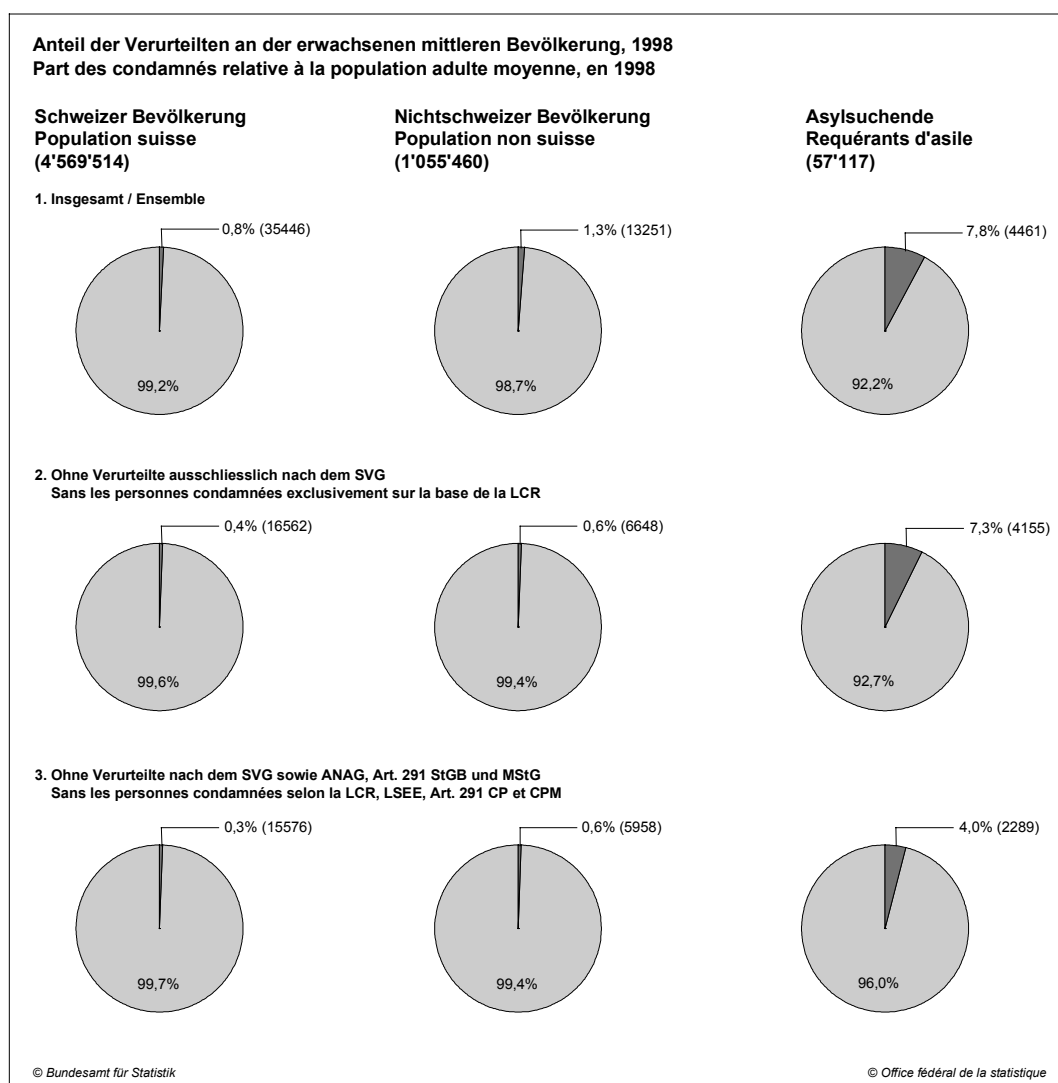 Anteil der Verurteilten an der erwachsenen mittleren Bevölkerung, 1998
Part des condamnés relative à la population adulte moyenne, en 1998
Schweizer Bevölkerung
Population suisse
(4'569'514)
Nichtschweizer Bevölkerung
Population non suisse
(1'055'460)
Asylsuchende
Requérants d'asile
(57'117)
1. Insgesamt / Ensemble
0,8% (35446)
99,2%
1,3% (13251)
98,7%
7,8% (4461)
92,2%
2. Ohne Verurteilte ausschliesslich nach dem SVG
Sans les personnes condamnées exclusivement sur la base de la LCR
0,4% (16562)
99,6%
0,6% (6648)
99,4%
7,3% (4155)
92,7%
3. Ohne Verurteilte nach dem SVG sowie ANAG, Art. 291 StGB und MStG
Sans les personnes condamnées selon la LCR, LSEE, Art. 291 CP et CPM
0,3% (15576)
99,7%
0,6% (5958)
99,4%
4,0% (2289)
96,0%
© Bundesamt für Statistik
© Office fédéral de la statistique